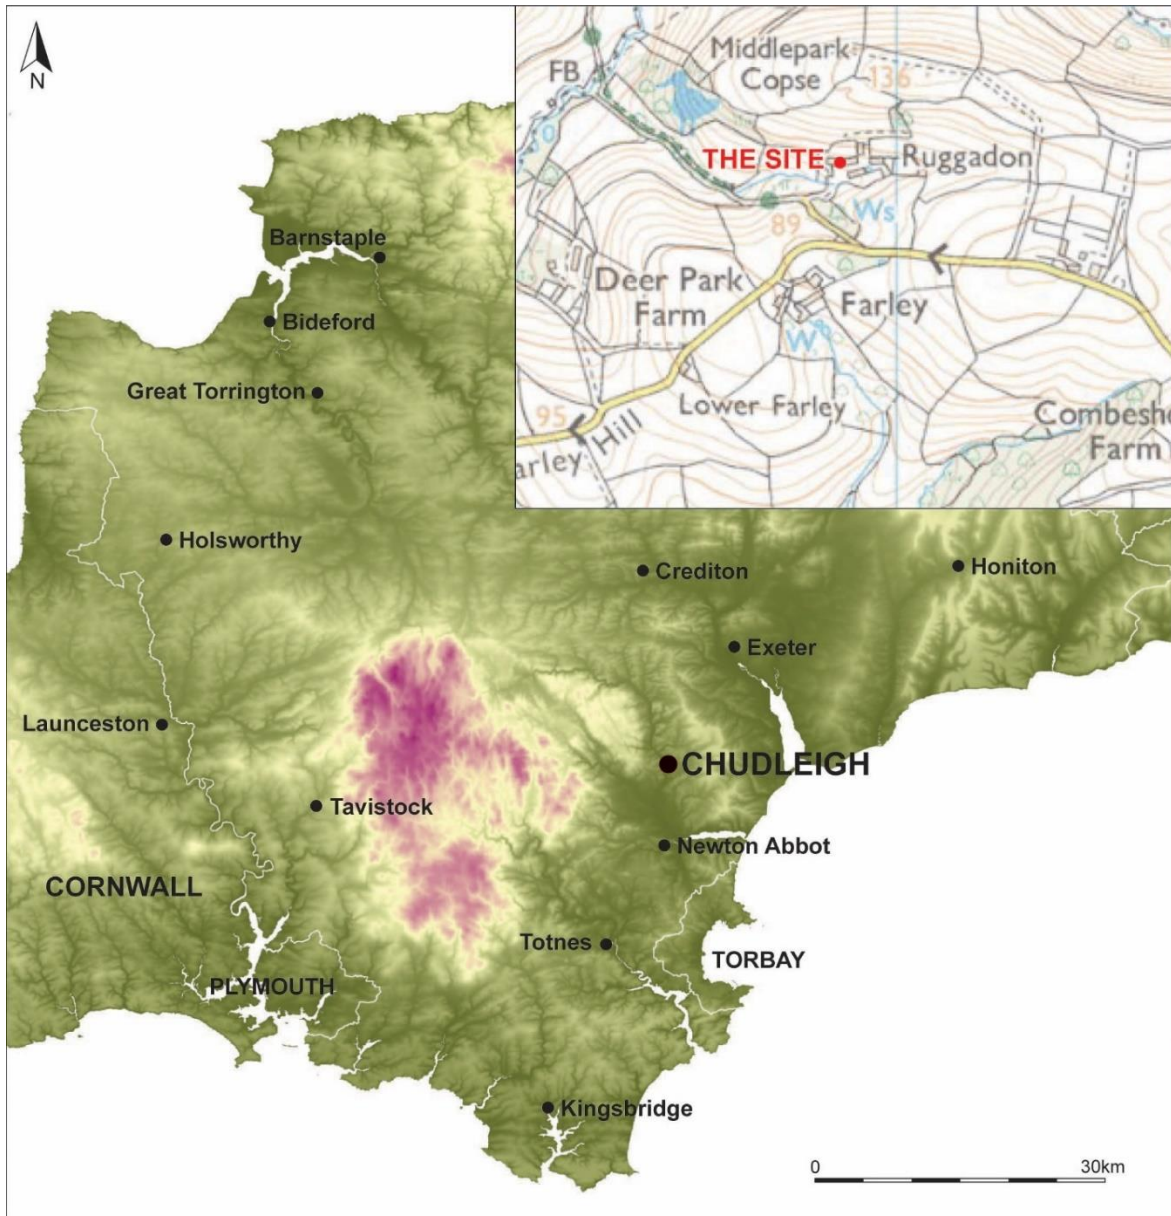 N
Middlepark
Copse
136
FB
THE SITE
Ruggadon
Ws
89
Deer Park
Farm
Farley
W
Lower Farley
95
arley Hill
Combesh
Farm
Barnstaple
Bideford
Great Torrington
Holsworthy
Crediton
Honiton
Exeter
Launceston
CHUDLEIGH
Tavistock
Newton Abbot
CORNWALL
Totnes
TORBAY
PLYMOUTH
Kingsbridge
0
30km